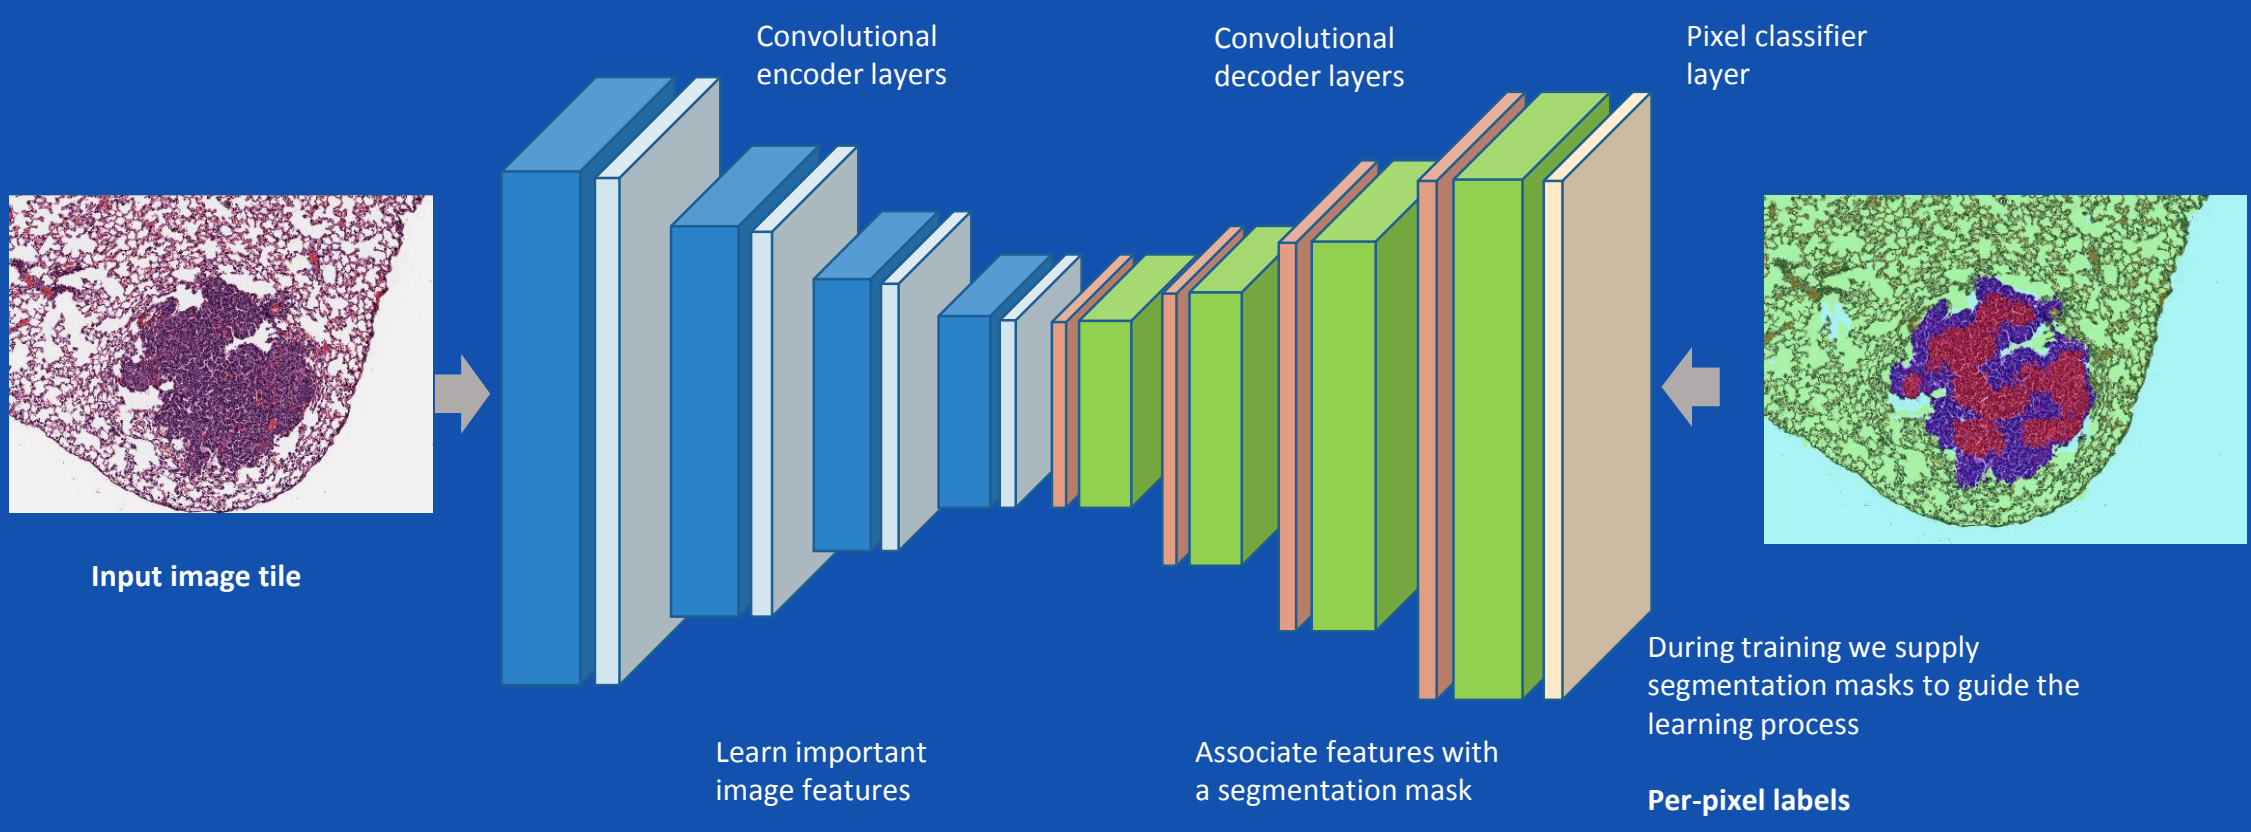 Convolutional
encoder layers
Convolutional
decoder layers
Pixel classifier
layer
Input image tile
Learn important
image features
Associate features with
a segmentation mask
During training we supply
segmentation masks to guide the
learning process
Per-pixel labels